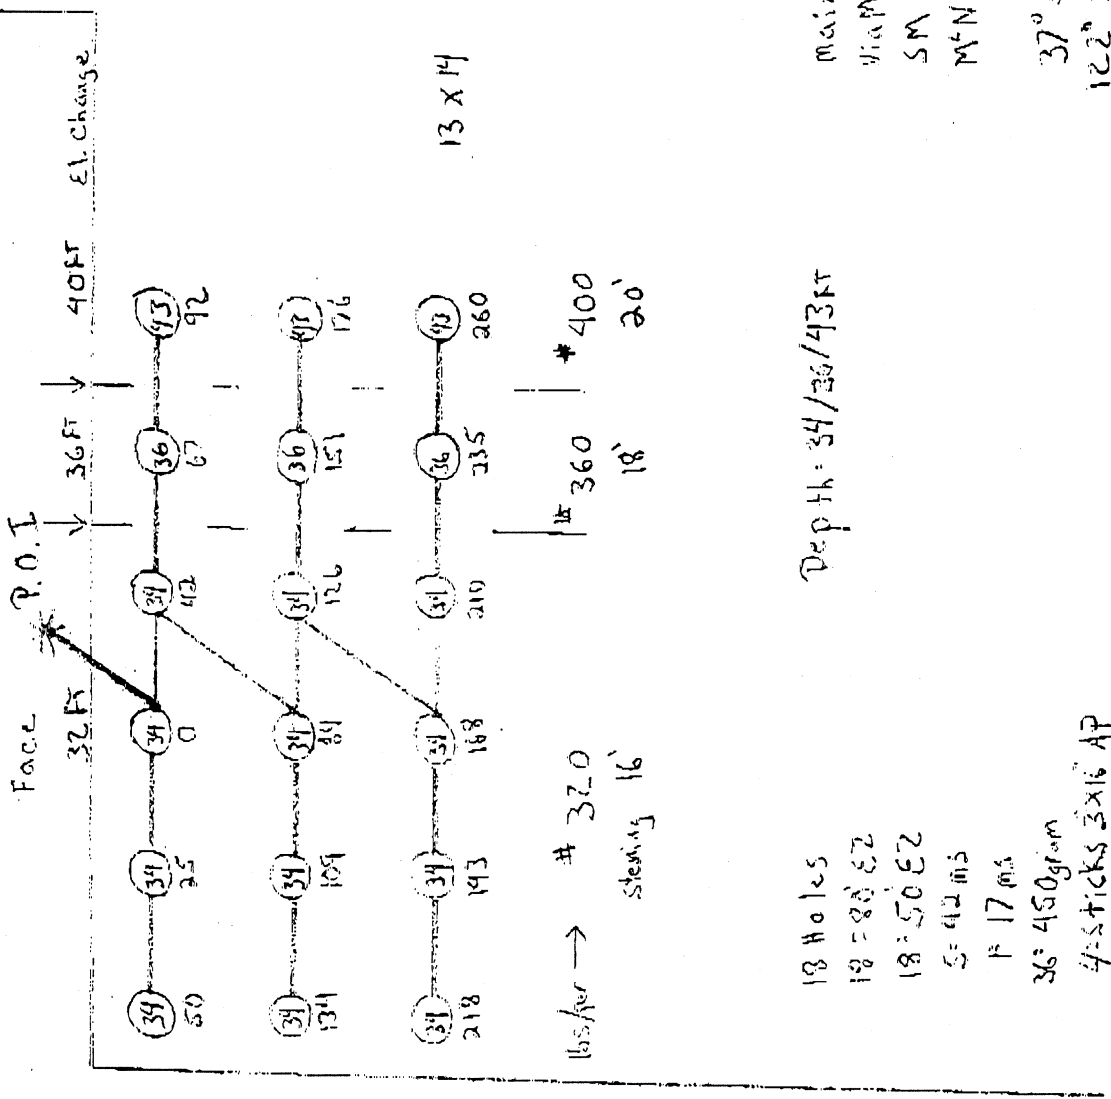 Face
P.O.I
32 FT
36 FT
40 FT
El. Change
34 34 34 34 36 43
50 25 0 42 67 92
34 34 34 34 36 43
134 109 84 126 151 176
34 34 34 34 36 43
218 193 168 210 235 260
13 x 14
lbs/per → # 320 # 360 # 400
steming 16' 18' 20'
Depth: 34/36/43 FT
18 Holes
18 = 80' EZ
18 = 50' EZ
5 = 42 ms
17 ms
36 = 450 gram
4 = sticks 3x16 AP
SM
37°
122°